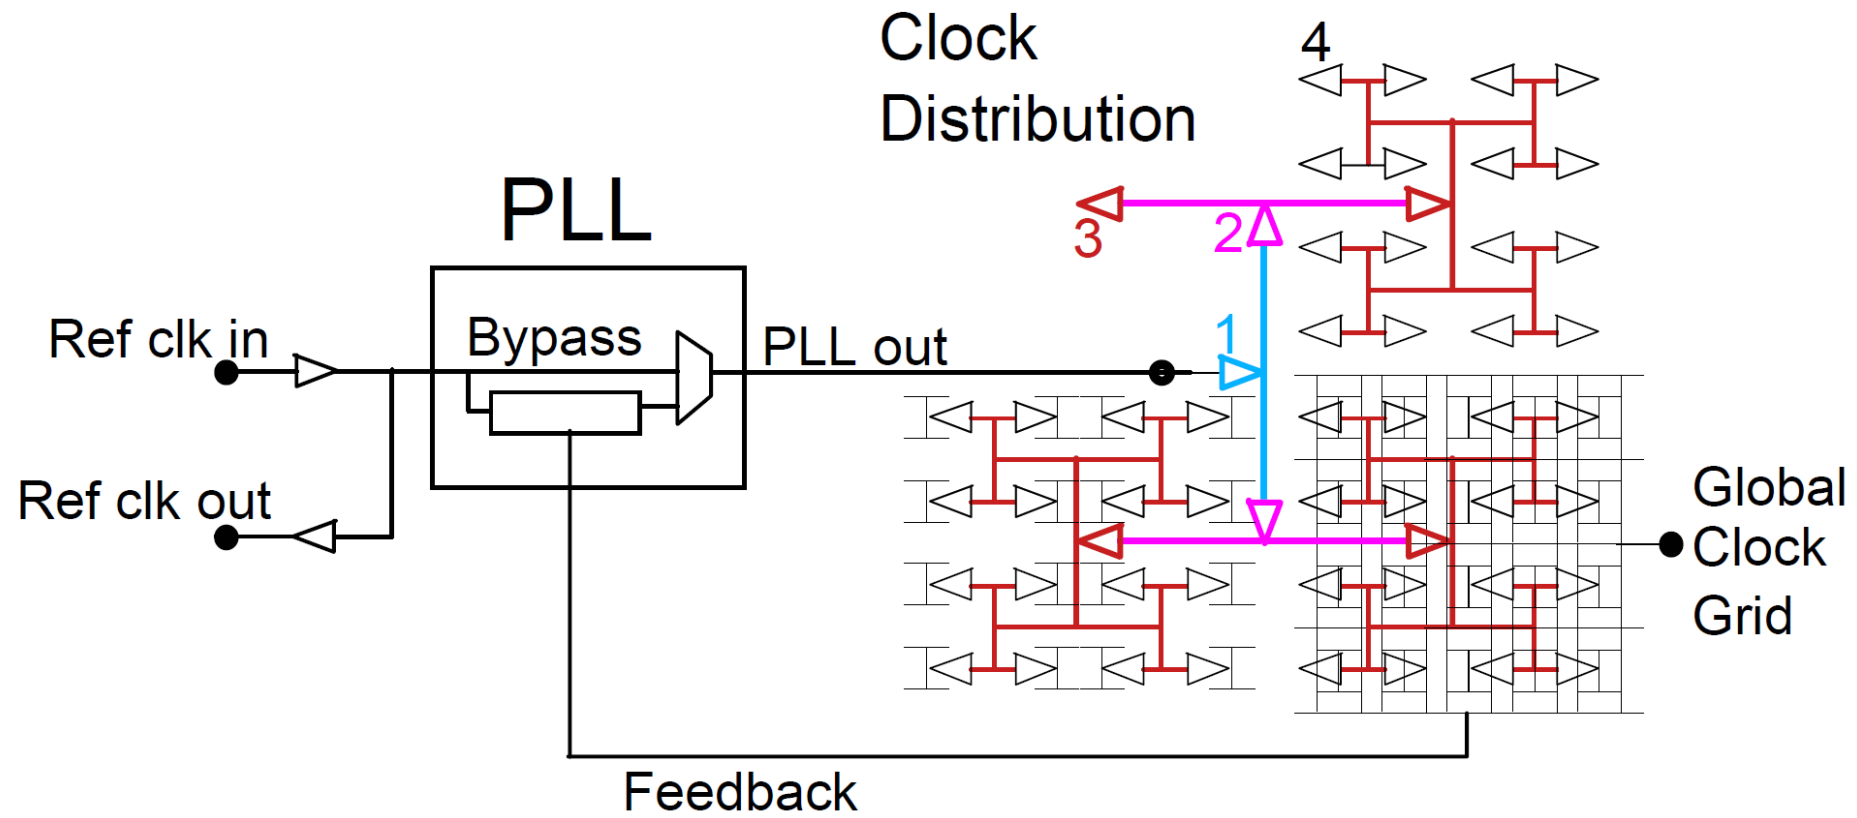 Clock
Distribution
4
PLL
3
2
Ref clk in
Bypass
PLL out
1
Ref clk out
Global
Clock
Grid
Feedback